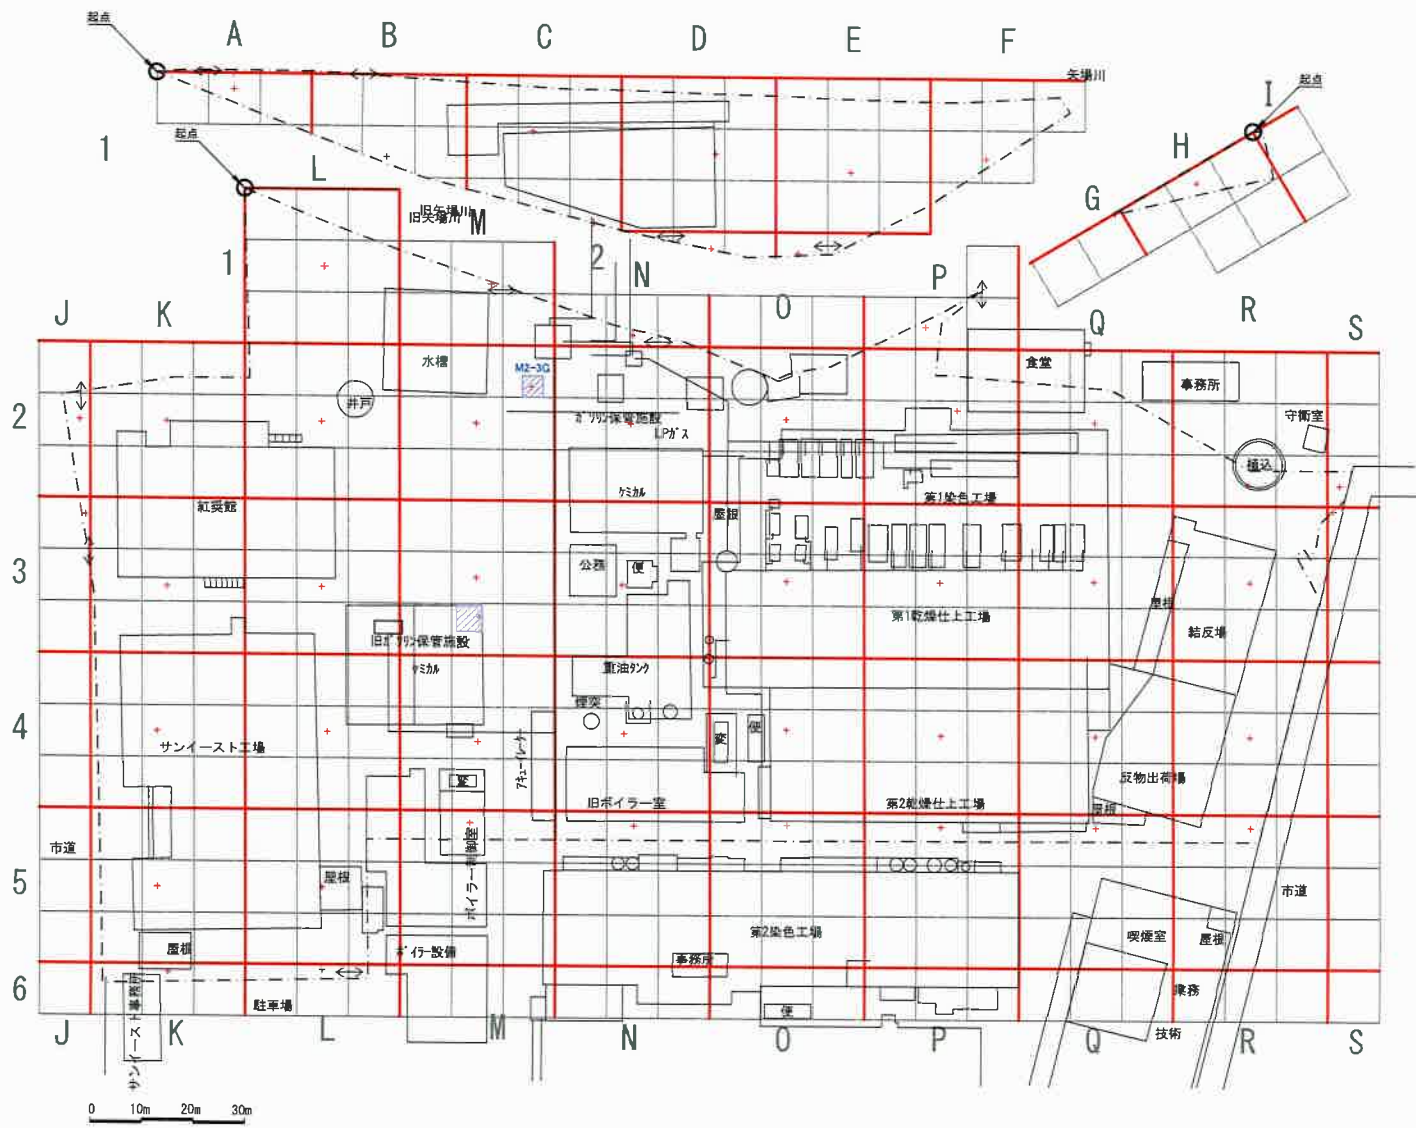 起点
A
B
C
D
E
F
矢場川
起点
I
H
G
1
起点
L
旧矢場川
旧矢場川
M
1
2
N
O
P
J
K
Q
R
S
水槽
M2-3G
食堂
事務所
井戸
2
ｶﾞｿﾘﾝ保管施設
LPｶﾞｽ
守衛室
植込
紅奨館
ｹﾐｶﾙ
屋根
第1染色工場
3
公務
便
第1乾燥仕上工場
屋根
結反場
旧ｶﾞｿﾘﾝ保管施設
ｹﾐｶﾙ
重油タンク
煙突
4
サンイースト工場
変
便
ｱｷｭｰｲﾚｰﾀｰ
変
反物出荷場
旧ボイラー室
第2乾燥仕上工場
屋根
市道
ボイラー制御室
5
屋根
市道
第2染色工場
喫煙室
屋根
屋根
ﾎﾞｲﾗｰ設備
事務所
6
サンイースト事務所
駐車場
便
業務
技術
J
K
L
M
N
O
P
Q
R
S
0 10m 20m 30m